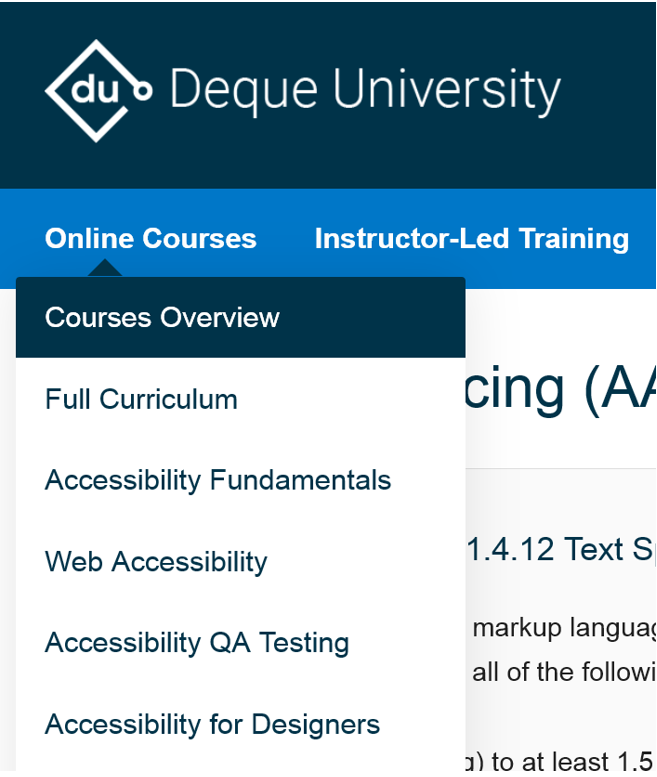 du Deque University
Online Courses Instructor-Led Training
Courses Overview
Full Curriculum
cing (AA
Accessibility Fundamentals
Web Accessibility
1.4.12 Text Sp
Accessibility QA Testing
markup languag
all of the followi
Accessibility for Designers
g) to at least 1.5